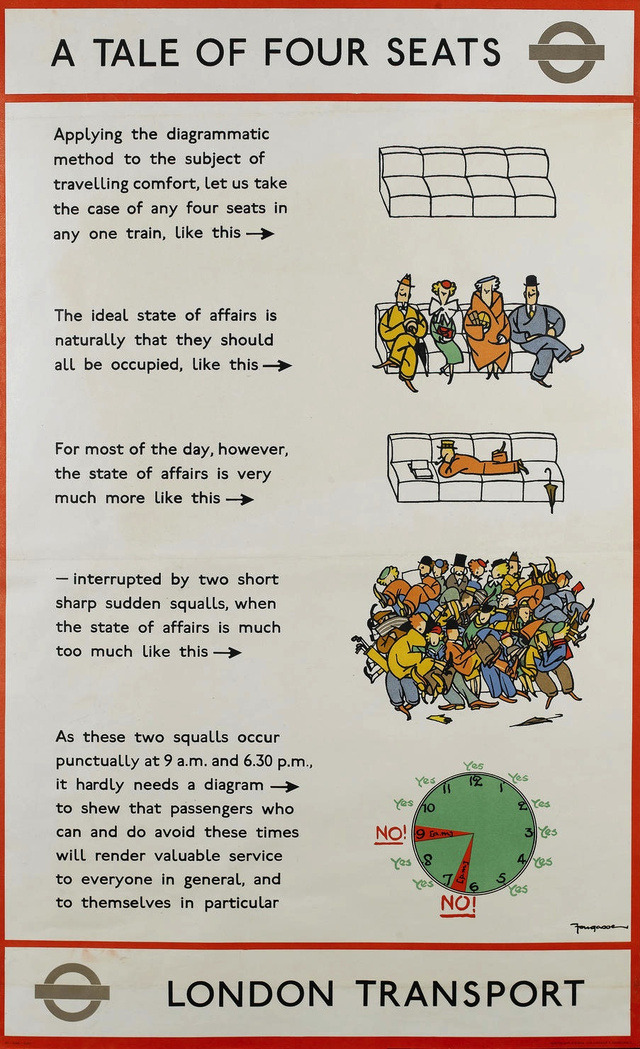 A TALE OF FOUR SEATS
Applying the diagrammatic
method to the subject of
travelling comfort, let us take
the case of any four seats in
any one train, like this
The ideal state of affairs is
naturally that they should
all be occupied, like this
For most of the day, however,
the state of affairs is very
much more like this
— interrupted by two short
sharp sudden squalls, when
the state of affairs is much
too much like this
As these two squalls occur
punctually at 9 a.m. and 6.30 p.m.,
it hardly needs a diagram
to shew that passengers who
can and do avoid these times
will render valuable service
to everyone in general, and
to themselves in particular
Yes
Yes
Yes
Yes
Yes
Yes
Yes
Yes
Yes
Yes
12
1
2
3
4
5
6
7
8
9
10
11
NO!
NO!
Fougasse
LONDON TRANSPORT